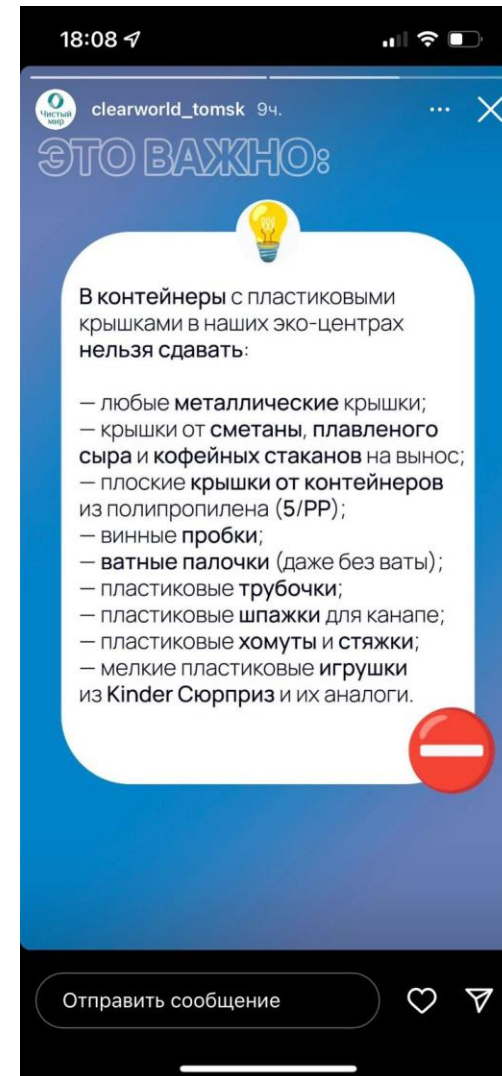 18:08
Чистый
мир
clearworld_tomsk 9ч.
ЭТО ВАЖНО:
В контейнеры с пластиковыми
крышками в наших эко-центрах
нельзя сдавать:
— любые металлические крышки;
— крышки от сметаны, плавленого
сыра и кофейных стаканов на вынос;
— плоские крышки от контейнеров
из полипропилена (5/PP);
— винные пробки;
— ватные палочки (даже без ваты);
— пластиковые трубочки;
— пластиковые шпажки для канапе;
— пластиковые хомуты и стяжки;
— мелкие пластиковые игрушки
из Kinder Сюрприз и их аналоги.
Отправить сообщение